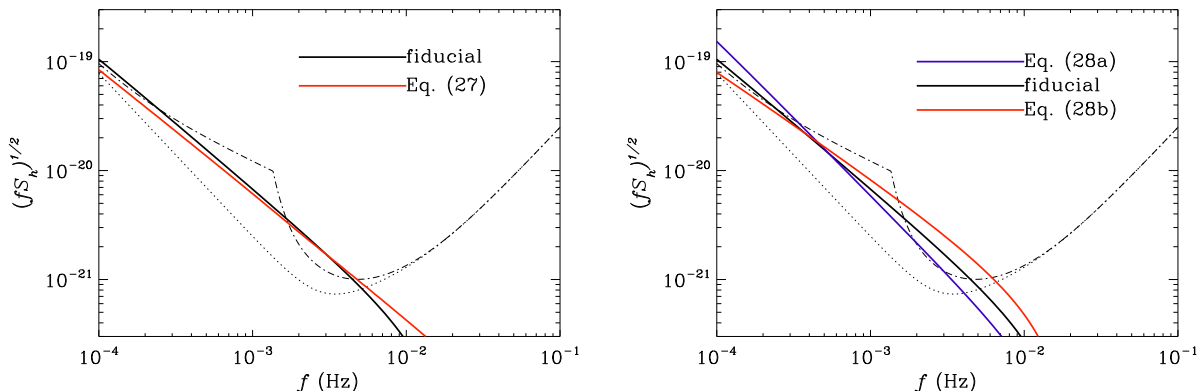 fiducial
Eq. (27)
10⁻¹⁹
10⁻²⁰
10⁻²¹
(fSₕ)^1/2
10⁻⁴
10⁻³
10⁻²
10⁻¹
f (Hz)
Eq. (28a)
fiducial
Eq. (28b)
10⁻¹⁹
10⁻²⁰
10⁻²¹
(fSₕ)^1/2
10⁻⁴
10⁻³
10⁻²
10⁻¹
f (Hz)